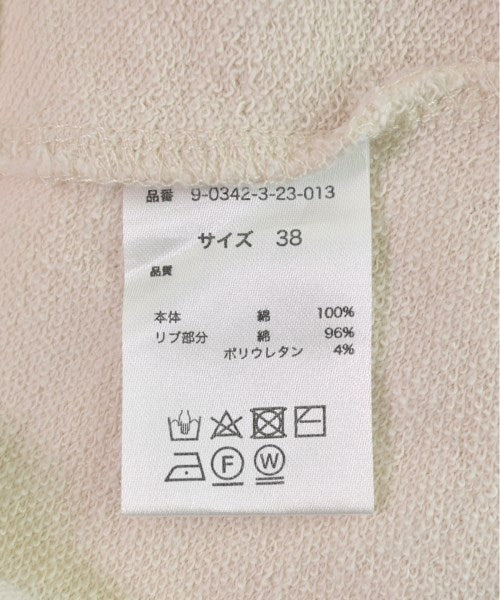 品番 9-0342-3-23-013
サイズ 38
品質
本体 綿 100%
リブ部分 綿 96%
ポリウレタン 4%
F W